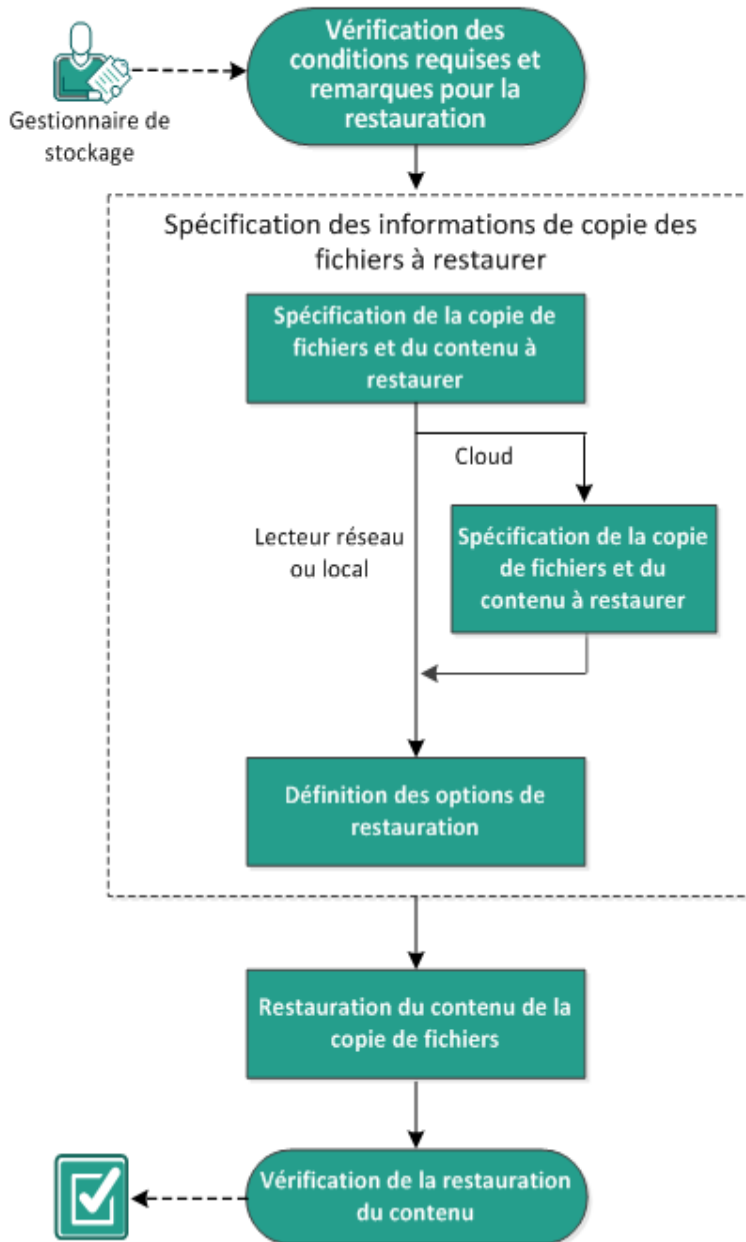 Vérification des
conditions requises et
remarques pour la
restauration
Gestionnaire de
stockage
Spécification des informations de copie des
fichiers à restaurer
Spécification de la copie de
fichiers et du contenu à
restaurer
Cloud
Lecteur réseau
ou local
Spécification de la copie
de fichiers et du
contenu à restaurer
Définition des options de
restauration
Restauration du contenu de la
copie de fichiers
Vérification de la restauration
du contenu